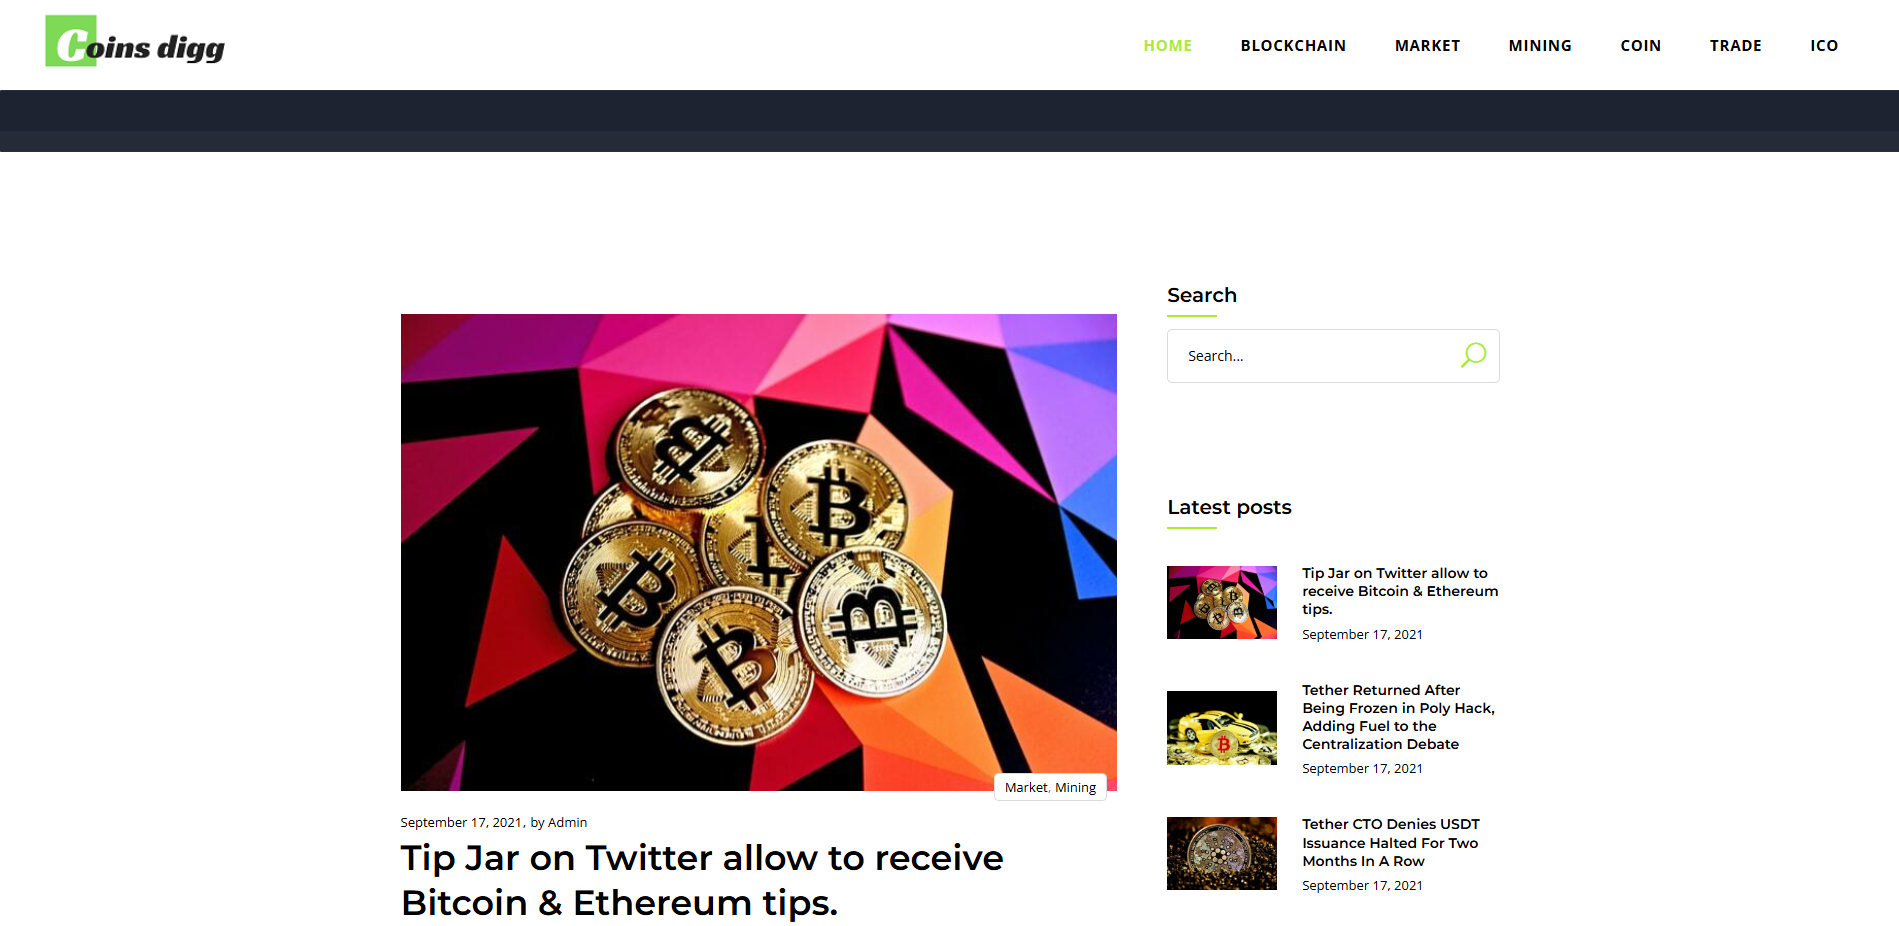 Coins digg
HOME BLOCKCHAIN MARKET MINING COIN TRADE ICO
Market, Mining
September 17, 2021, by Admin
Tip Jar on Twitter allow to receive
Bitcoin & Ethereum tips.
Search
Search...
Latest posts
Tip Jar on Twitter allow to
receive Bitcoin & Ethereum
tips.
September 17, 2021
Tether Returned After
Being Frozen in Poly Hack,
Adding Fuel to the
Centralization Debate
September 17, 2021
Tether CTO Denies USDT
Issuance Halted For Two
Months In A Row
September 17, 2021